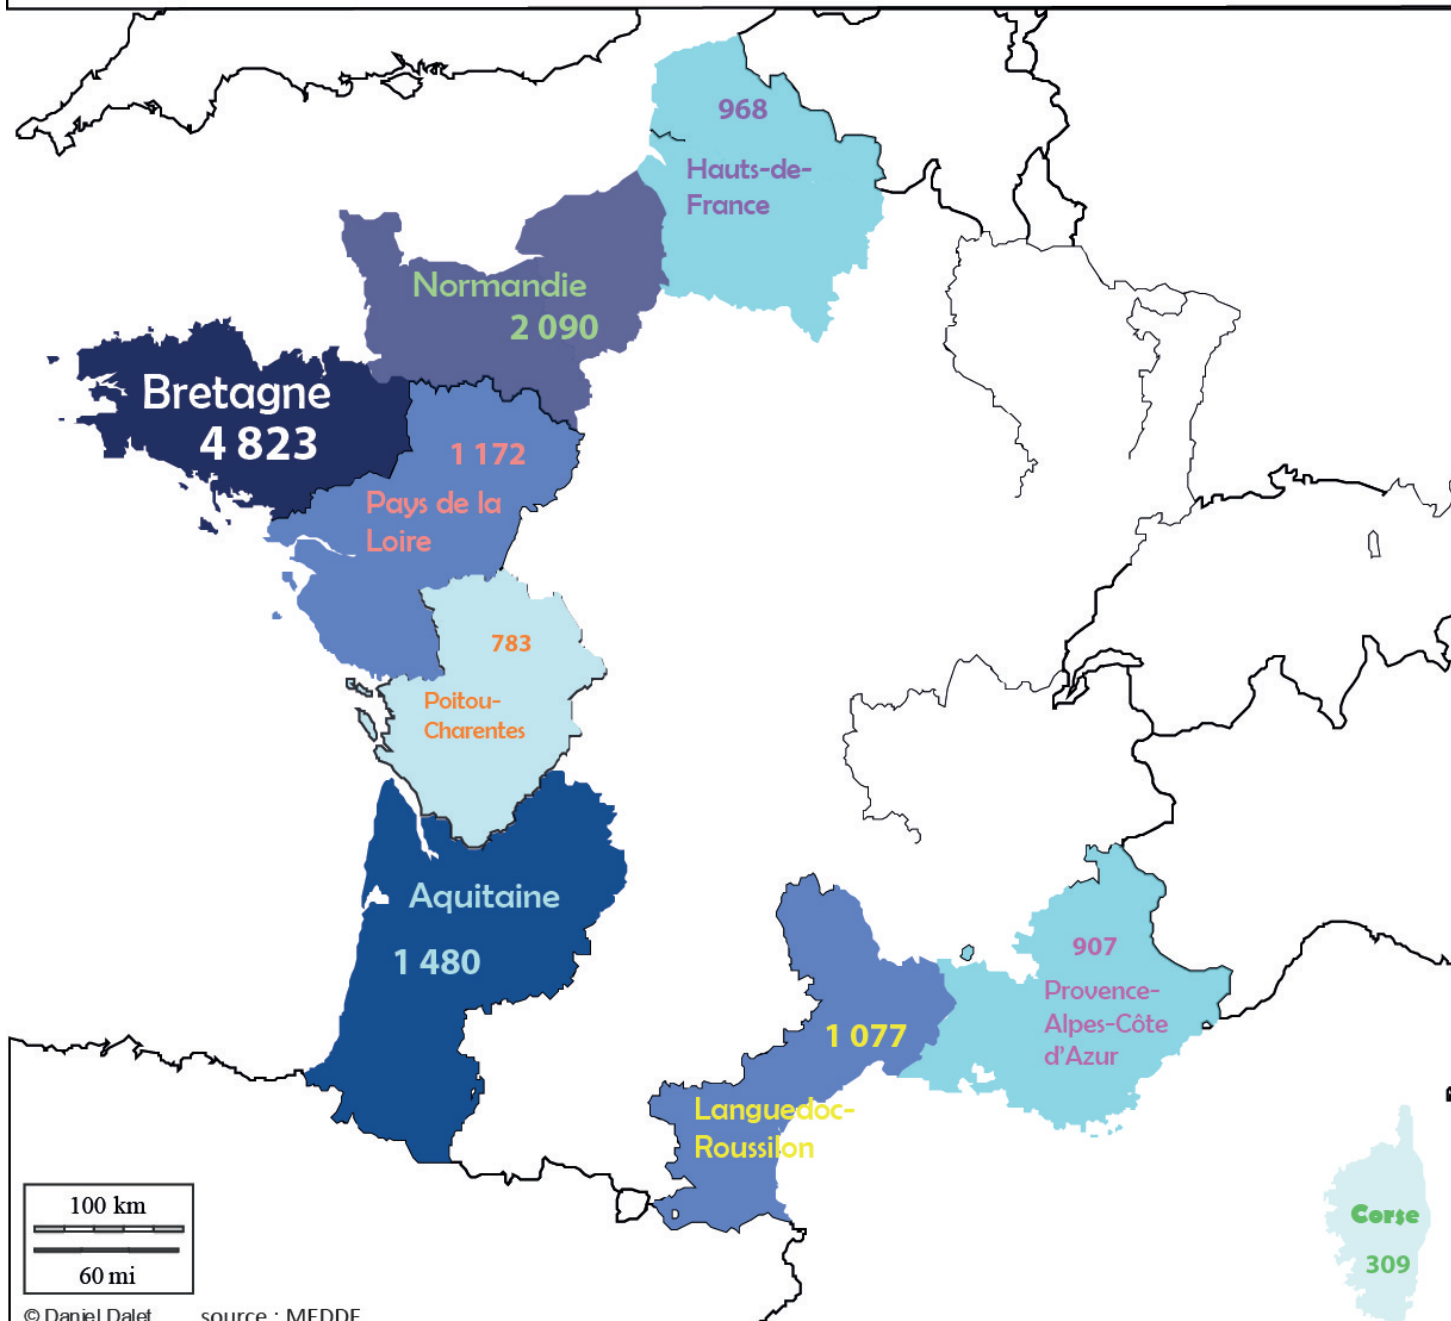 968
Hauts-de-
France
Normandie
2 090
Bretagne
4 823
1 172
Pays de la
Loire
783
Poitou-
Charentes
Aquitaine
1 480
907
Provence-
Alpes-Côte
d'Azur
1 077
Languedoc-
Roussilon
Corse
309
100 km
60 mi
© Daniel Dalet source : MEDDE